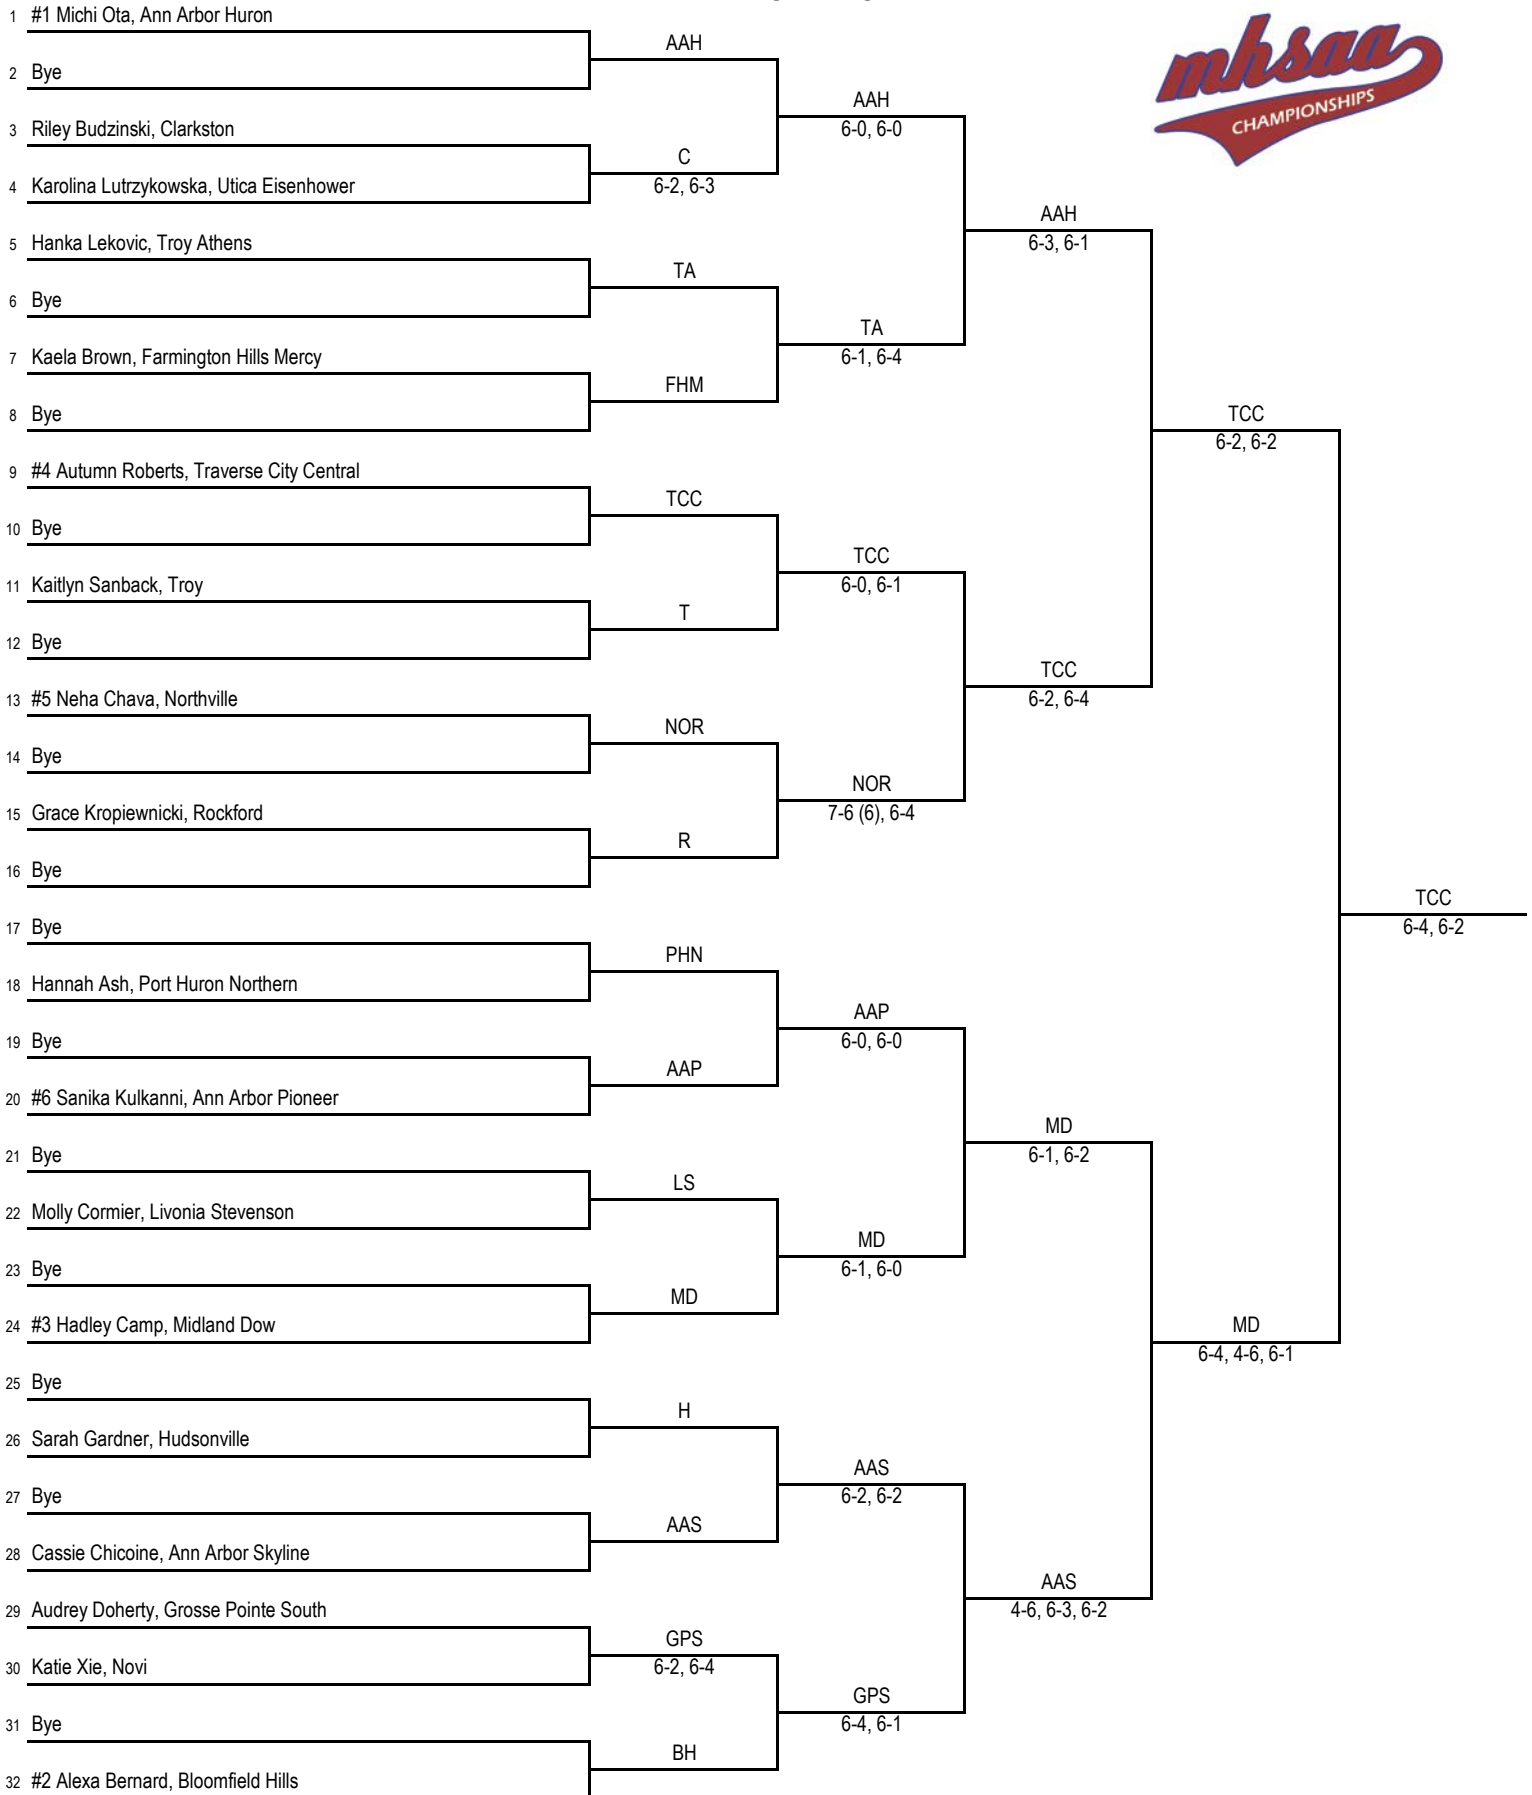 1 #1 Michi Ota, Ann Arbor Huron
2 Bye
3 Riley Budzinski, Clarkston
4 Karolina Lutrzykowska, Utica Eisenhower
5 Hanka Lekovic, Troy Athens
6 Bye
7 Kaela Brown, Farmington Hills Mercy
8 Bye
9 #4 Autumn Roberts, Traverse City Central
10 Bye
11 Kaitlyn Sanback, Troy
12 Bye
13 #5 Neha Chava, Northville
14 Bye
15 Grace Kropiewnicki, Rockford
16 Bye
17 Bye
18 Hannah Ash, Port Huron Northern
19 Bye
20 #6 Sanika Kulkanni, Ann Arbor Pioneer
21 Bye
22 Molly Cormier, Livonia Stevenson
23 Bye
24 #3 Hadley Camp, Midland Dow
25 Bye
26 Sarah Gardner, Hudsonville
27 Bye
28 Cassie Chicoine, Ann Arbor Skyline
29 Audrey Doherty, Grosse Pointe South
30 Katie Xie, Novi
31 Bye
32 #2 Alexa Bernard, Bloomfield Hills
AAH
C
6-2, 6-3
TA
FHM
TCC
T
NOR
R
PHN
AAP
LS
MD
H
AAS
GPS
6-2, 6-4
BH
AAH
6-0, 6-0
TA
6-1, 6-4
TCC
6-0, 6-1
NOR
7-6 (6), 6-4
AAP
6-0, 6-0
MD
6-1, 6-0
AAS
6-2, 6-2
GPS
6-4, 6-1
AAH
6-3, 6-1
TCC
6-2, 6-4
MD
6-1, 6-2
AAS
4-6, 6-3, 6-2
TCC
6-2, 6-2
MD
6-4, 4-6, 6-1
TCC
6-4, 6-2
mhsaa
CHAMPIONSHIPS